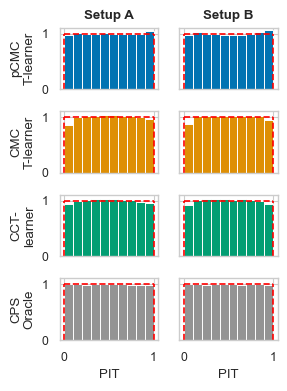 Setup A Setup B
pCMC
T-learner
1
0
CMC
T-learner
1
0
CCT-
learner
1
0
CPS
Oracle
1
0
0 1 0 1
PIT PIT